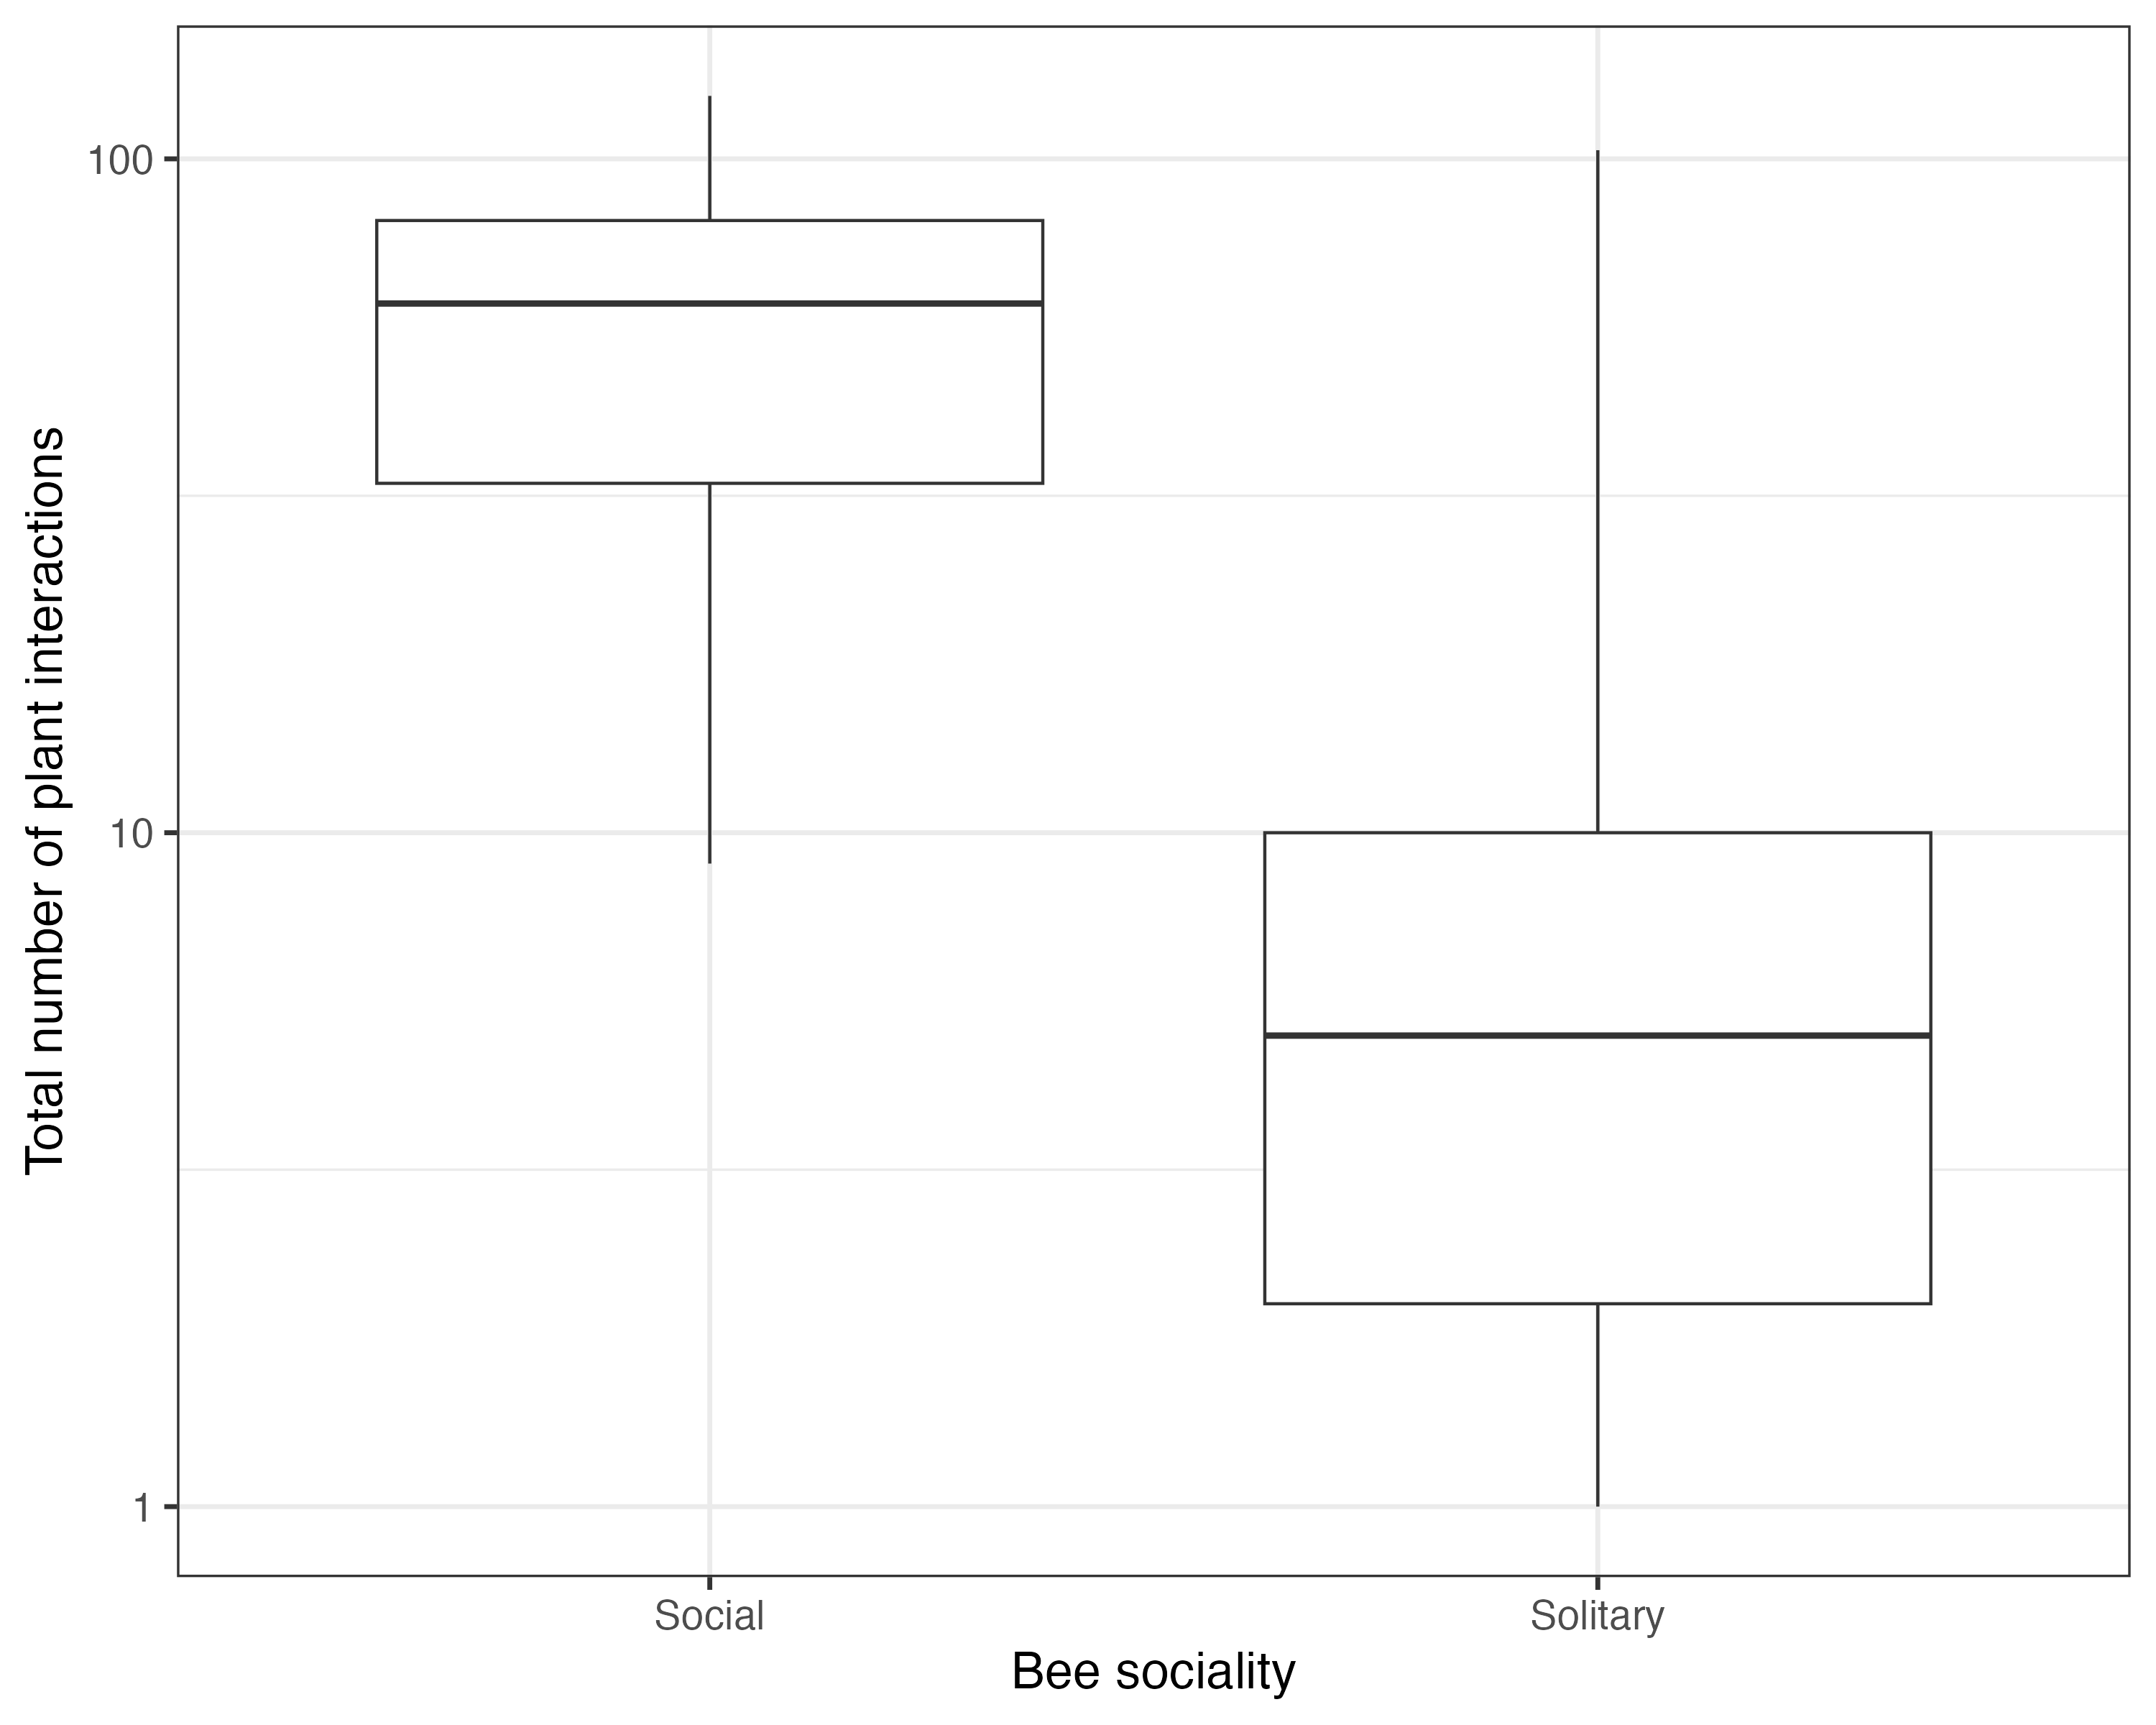 Total number of plant interactions
100
10
1
Social
Solitary
Bee sociality